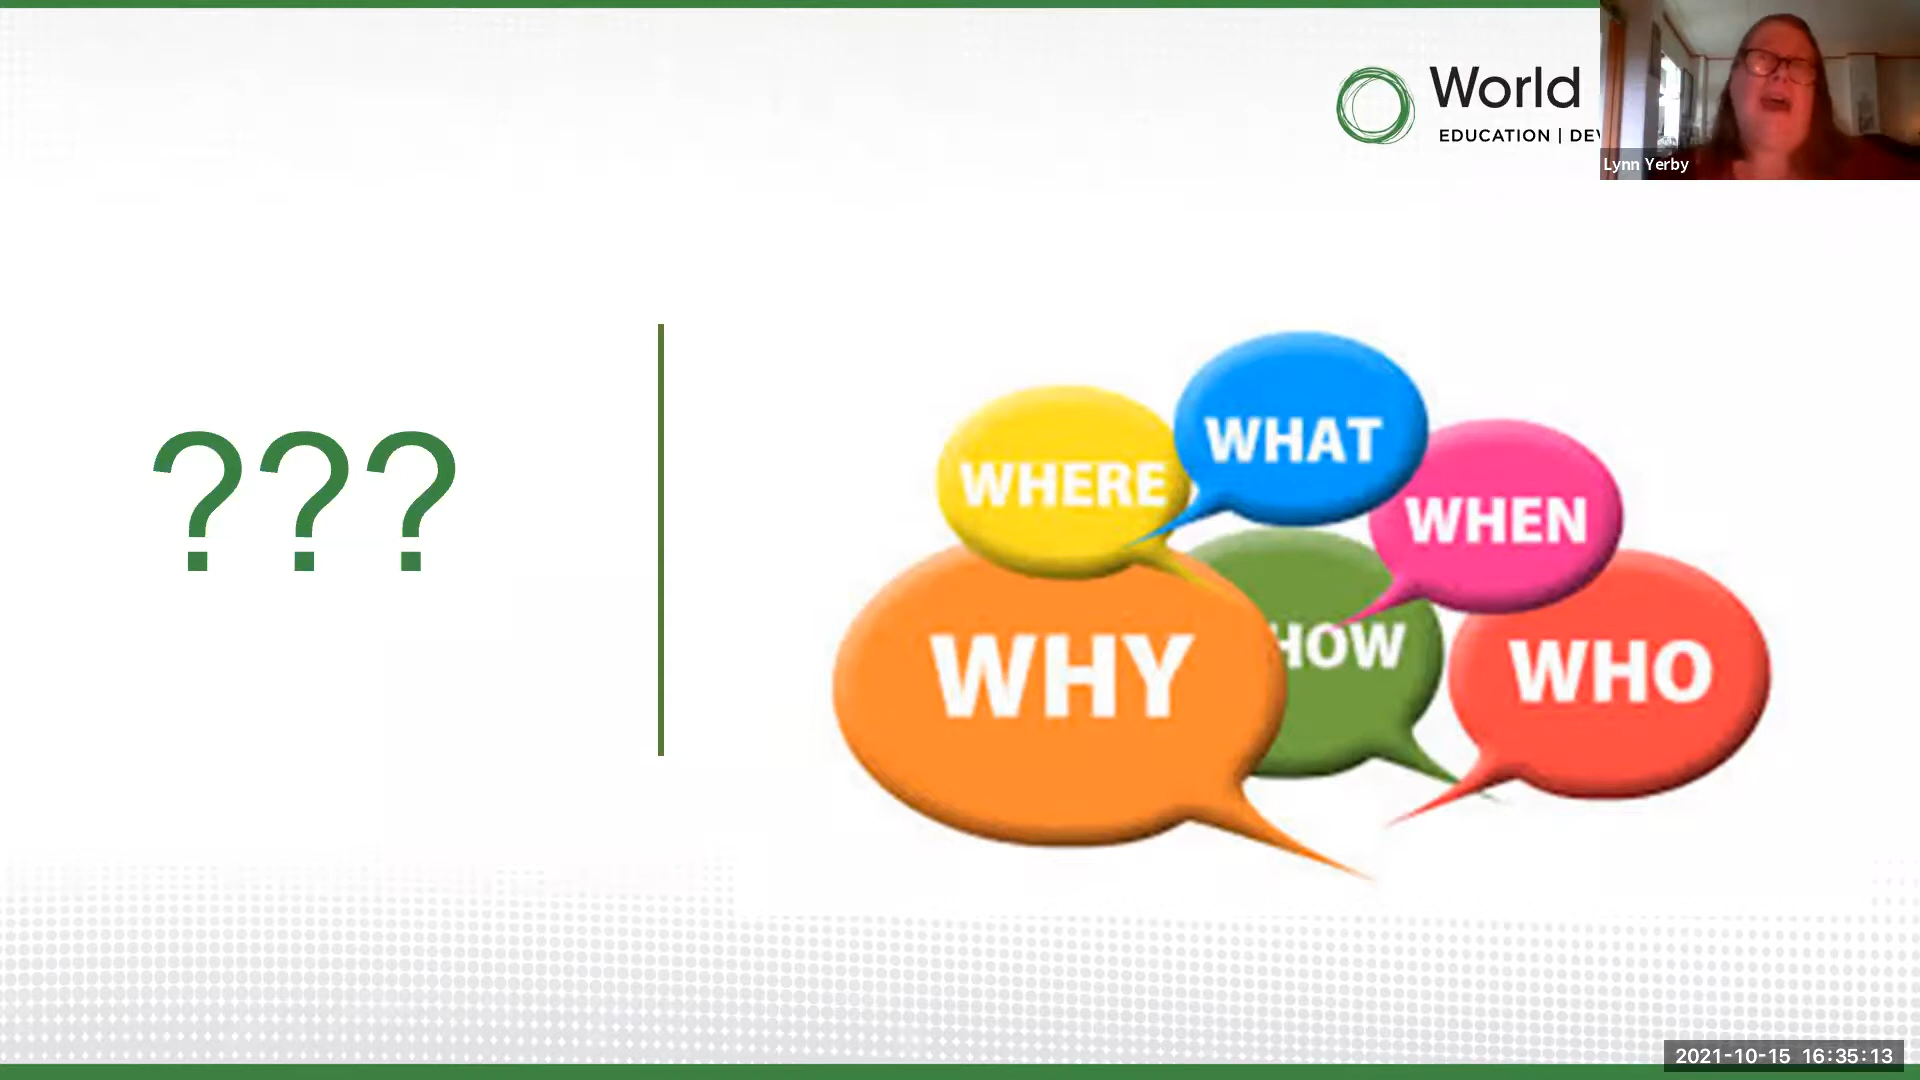 World
EDUCATION | DEV
Lynn Yerby
???
WHERE
WHAT
WHEN
WHY
HOW
WHO
2021-10-15 16:35:13